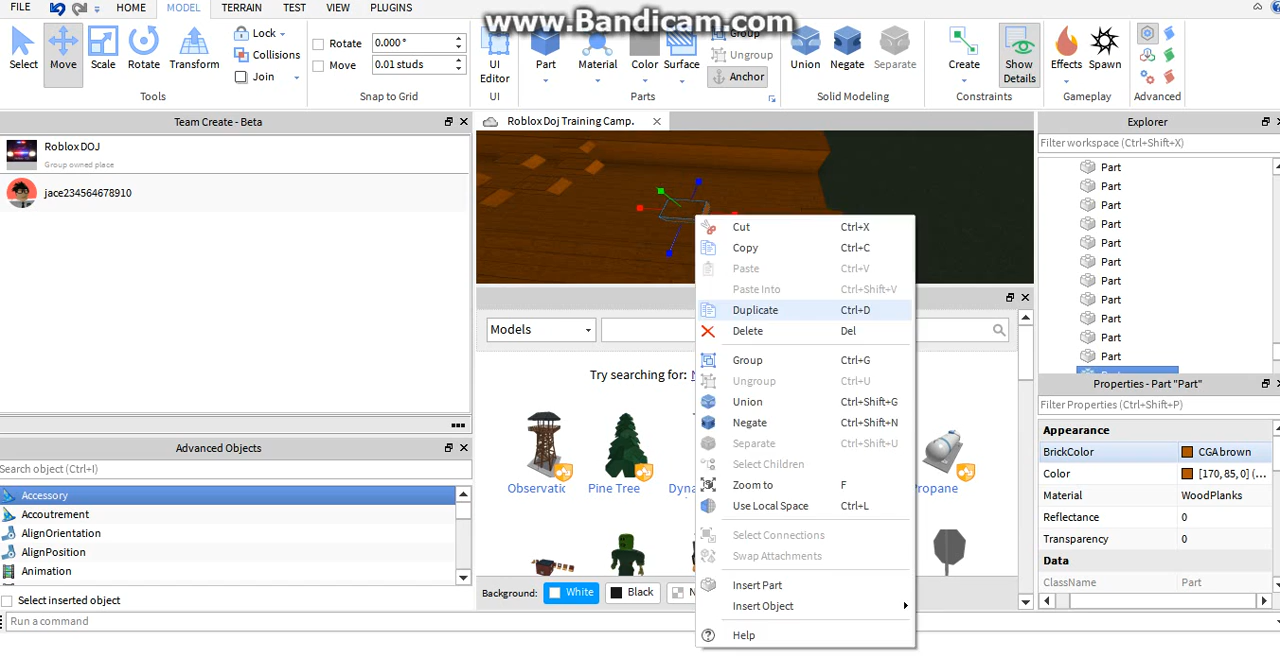 www.Bandicam.com
FILE HOME MODEL TERRAIN TEST VIEW PLUGINS
Select Move Scale Rotate Transform
Lock
Collisions
Join
Tools
Rotate 0.000 °
Move 0.01 studs
Snap to Grid
UI
Editor
UI
Part Material Color Surface
Group
Ungroup
Anchor
Parts
Union Negate Separate
Solid Modeling
Create
Show
Details
Constraints
Effects Spawn
Gameplay
Advanced
Team Create - Beta
Roblox DOJ
Group owned place
jace234564678910
Advanced Objects
Search object (Ctrl+I)
Accessory
Accoutrement
AlignOrientation
AlignPosition
Animation
Select inserted object
Run a command
Roblox Doj Training Camp.
Models
Try searching for:
Observatic
Pine Tree
Dyna
Propane
Background: White Black N
Cut Ctrl+X
Copy Ctrl+C
Paste Ctrl+V
Paste Into Ctrl+Shift+V
Duplicate Ctrl+D
Delete Del
Group Ctrl+G
Ungroup Ctrl+U
Union Ctrl+Shift+G
Negate Ctrl+Shift+N
Separate Ctrl+Shift+U
Select Children
Zoom to F
Use Local Space Ctrl+L
Select Connections
Swap Attachments
Insert Part
Insert Object
Help
Explorer
Filter workspace (Ctrl+Shift+X)
Part
Part
Part
Part
Part
Part
Part
Part
Part
Part
Part
Properties - Part "Part"
Filter Properties (Ctrl+Shift+P)
Appearance
BrickColor CGA brown
Color [170, 85, 0] (...
Material WoodPlanks
Reflectance 0
Transparency 0
Data
ClassName Part